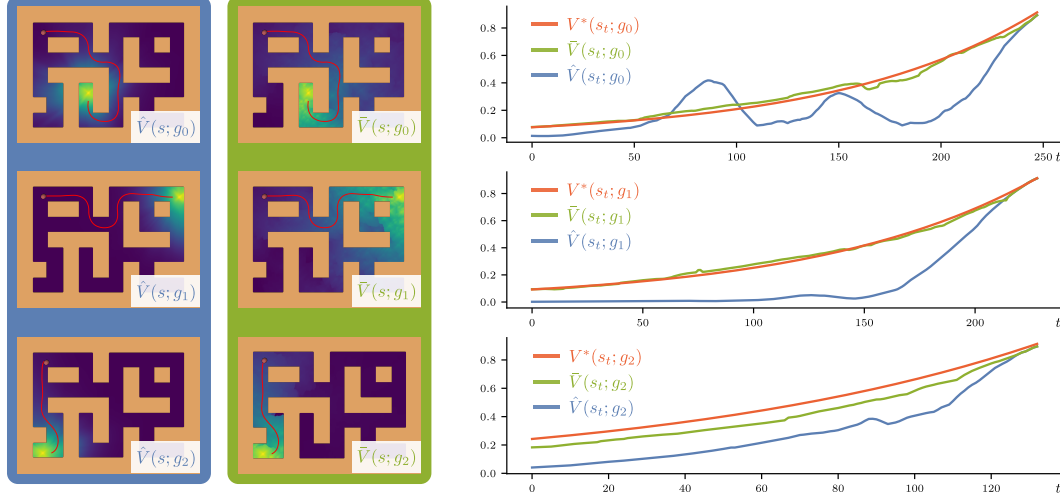 V̂(s; g₀)
V̄(s; g₀)
V̂(s; g₁)
V̄(s; g₁)
V̂(s; g₂)
V̄(s; g₂)
V*(sₜ; g₀)
V̄(sₜ; g₀)
V̂(sₜ; g₀)
0.8
0.6
0.4
0.2
0.0
0 50 100 150 200 250 t
V*(sₜ; g₁)
V̄(sₜ; g₁)
V̂(sₜ; g₁)
0.8
0.6
0.4
0.2
0.0
0 50 100 150 200 t
V*(sₜ; g₂)
V̄(sₜ; g₂)
V̂(sₜ; g₂)
0.8
0.6
0.4
0.2
0.0
0 20 40 60 80 100 120 t